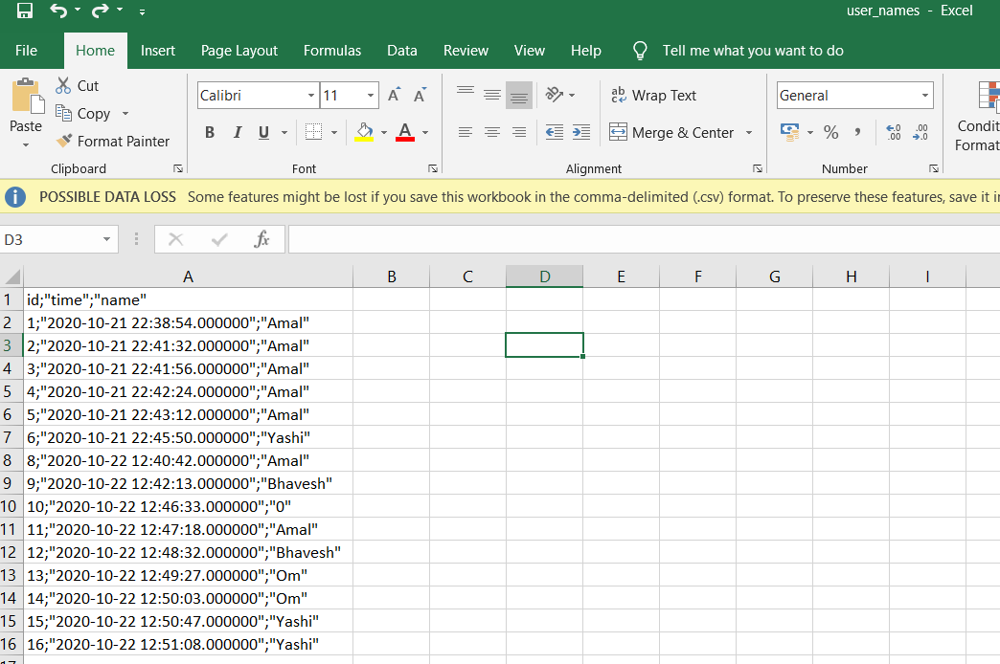 user_names - Excel
File Home Insert Page Layout Formulas Data Review View Help Tell me what you want to do
Cut
Copy
Format Painter
Paste
Clipboard
Calibri 11
A A
B I U A
Font
ab Wrap Text
Merge & Center
Alignment
General
% , .00 .00
Number
Condit
Format
POSSIBLE DATA LOSS Some features might be lost if you save this workbook in the comma-delimited (.csv) format. To preserve these features, save it i
D3 fx
A B C D E F G H I
1 id;"time";"name"
2 1;"2020-10-21 22:38:54.000000";"Amal"
3 2;"2020-10-21 22:41:32.000000";"Amal"
4 3;"2020-10-21 22:41:56.000000";"Amal"
5 4;"2020-10-21 22:42:24.000000";"Amal"
6 5;"2020-10-21 22:43:12.000000";"Amal"
7 6;"2020-10-21 22:45:50.000000";"Yashi"
8 8;"2020-10-22 12:40:42.000000";"Amal"
9 9;"2020-10-22 12:42:13.000000";"Bhavesh"
10 10;"2020-10-22 12:46:33.000000";"0"
11 11;"2020-10-22 12:47:18.000000";"Amal"
12 12;"2020-10-22 12:48:32.000000";"Bhavesh"
13 13;"2020-10-22 12:49:27.000000";"Om"
14 14;"2020-10-22 12:50:03.000000";"Om"
15 15;"2020-10-22 12:50:47.000000";"Yashi"
16 16;"2020-10-22 12:51:08.000000";"Yashi"